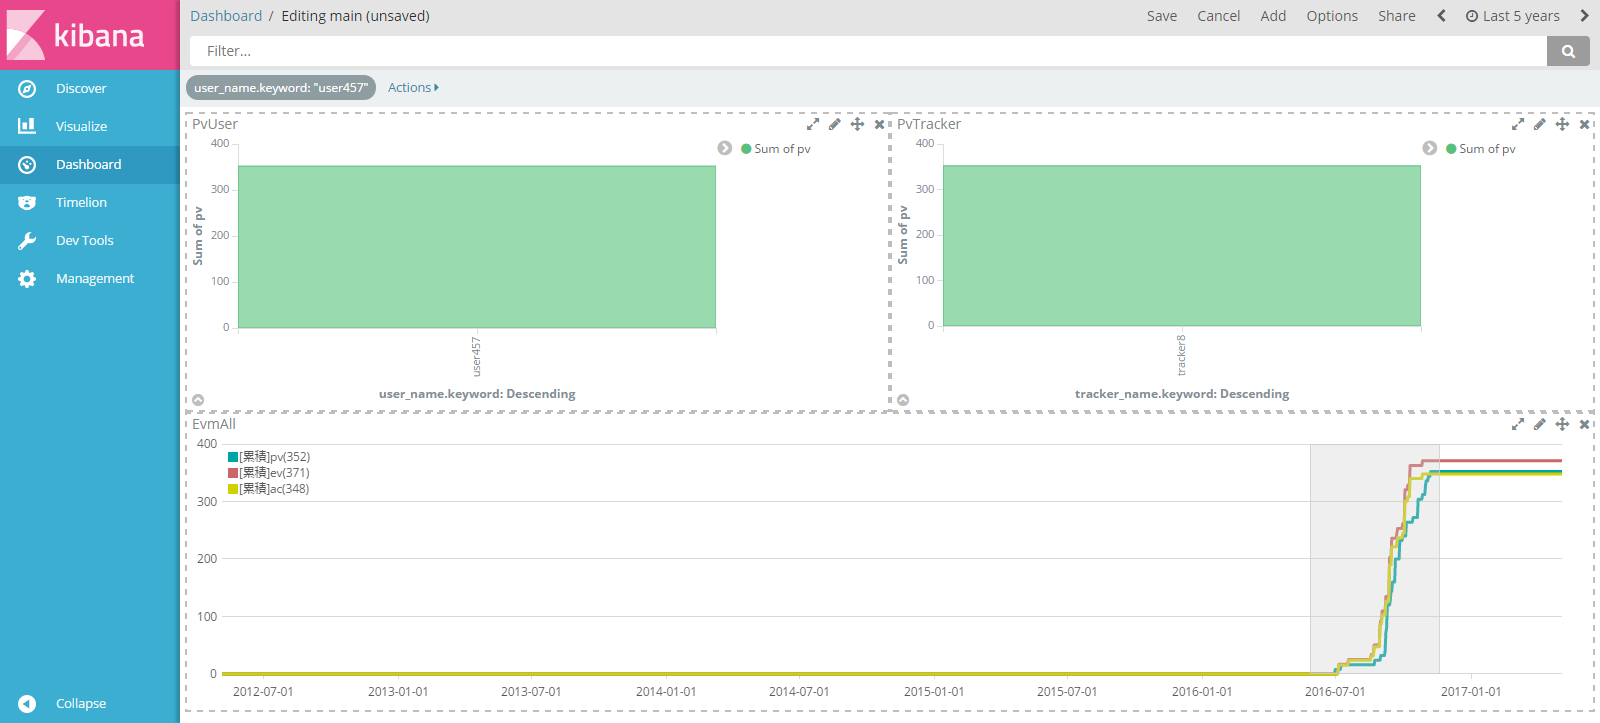 kibana
Discover
Visualize
Dashboard
Timelion
Dev Tools
Management
Collapse
Dashboard / Editing main (unsaved)
Save Cancel Add Options Share Last 5 years
Filter...
user_name.keyword: "user457" Actions
PvUser
400
300
200
100
0
Sum of pv
user457
user_name.keyword: Descending
Sum of pv
PvTracker
400
300
200
100
0
Sum of pv
tracker8
tracker_name.keyword: Descending
Sum of pv
EvmAll
400
300
200
100
0
[累積]pv(352)
[累積]ev(371)
[累積]ac(348)
2012-07-01 2013-01-01 2013-07-01 2014-01-01 2014-07-01 2015-01-01 2015-07-01 2016-01-01 2016-07-01 2017-01-01